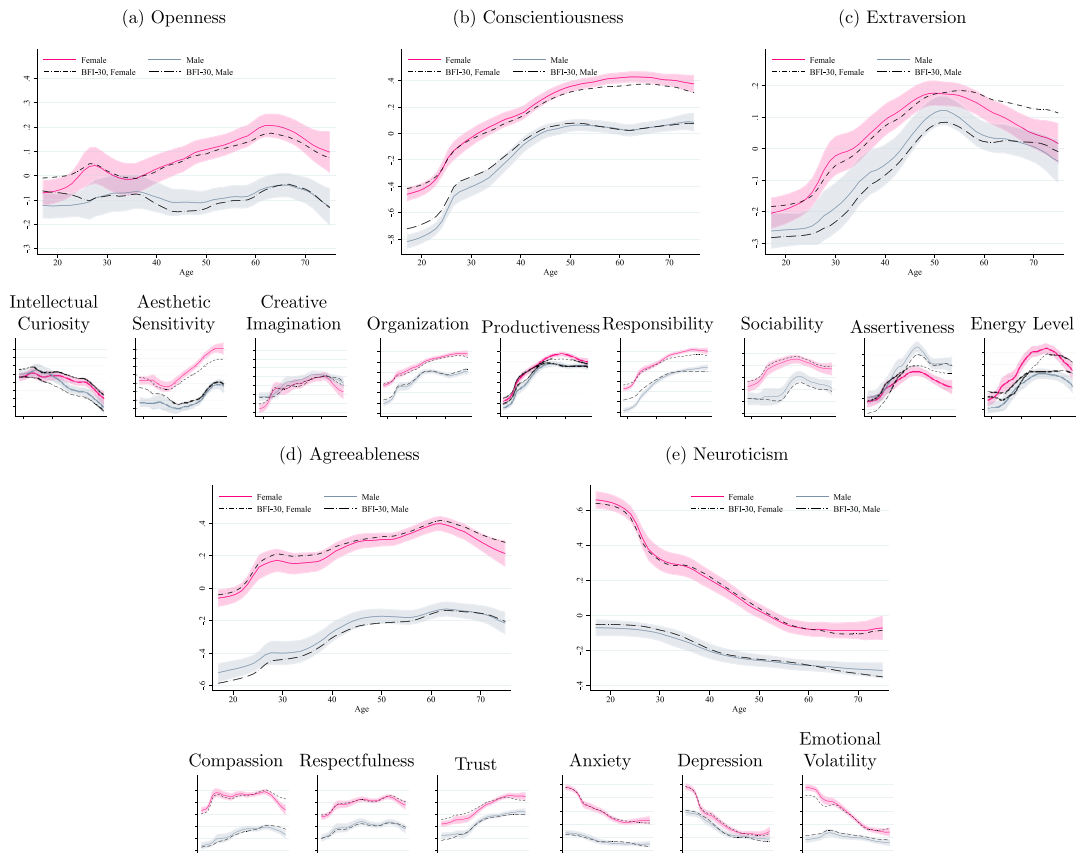 (a) Openness
(b) Conscientiousness
(c) Extraversion
Female Male
BFI-30, Female BFI-30, Male
.4
.2
.1
0
-.1
-.2
-.3
20 30 40 50 60 70
Age
Female Male
BFI-30, Female BFI-30, Male
.4
.2
0
-.2
-.4
-.6
-.8
20 30 40 50 60 70
Age
Female Male
BFI-30, Female BFI-30, Male
.2
.1
0
-.1
-.2
-.3
20 30 40 50 60 70
Age
Intellectual
Curiosity
Aesthetic
Sensitivity
Creative
Imagination
Organization
Productiveness
Responsibility
Sociability
Assertiveness
Energy Level
(d) Agreeableness
(e) Neuroticism
Female Male
BFI-30, Female BFI-30, Male
.4
.2
0
-.2
-.4
-.6
20 30 40 50 60 70
Age
Female Male
BFI-30, Female BFI-30, Male
.6
.4
.2
0
-.2
-.4
20 30 40 50 60 70
Age
Compassion
Respectfulness
Trust
Anxiety
Depression
Emotional
Volatility